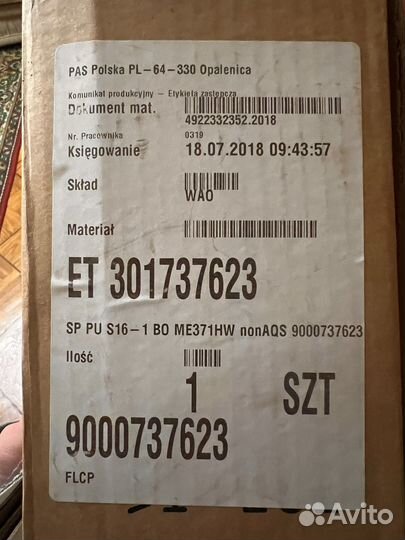 PAS Polska PL-64-330 Opalenica
Komunikat produkcyjny - Etykieta zastępcza
Dokument mat.
4922332352.2018
Nr. Pracownika 0319
Księgowanie 18.07.2018 09:43:57
Skład
WAO
Materiał
ET 301737623
SP PU S16-1 BO ME371HW nonAQS 9000737623
Ilość
1 SZT
9000737623
FLCP
Avito